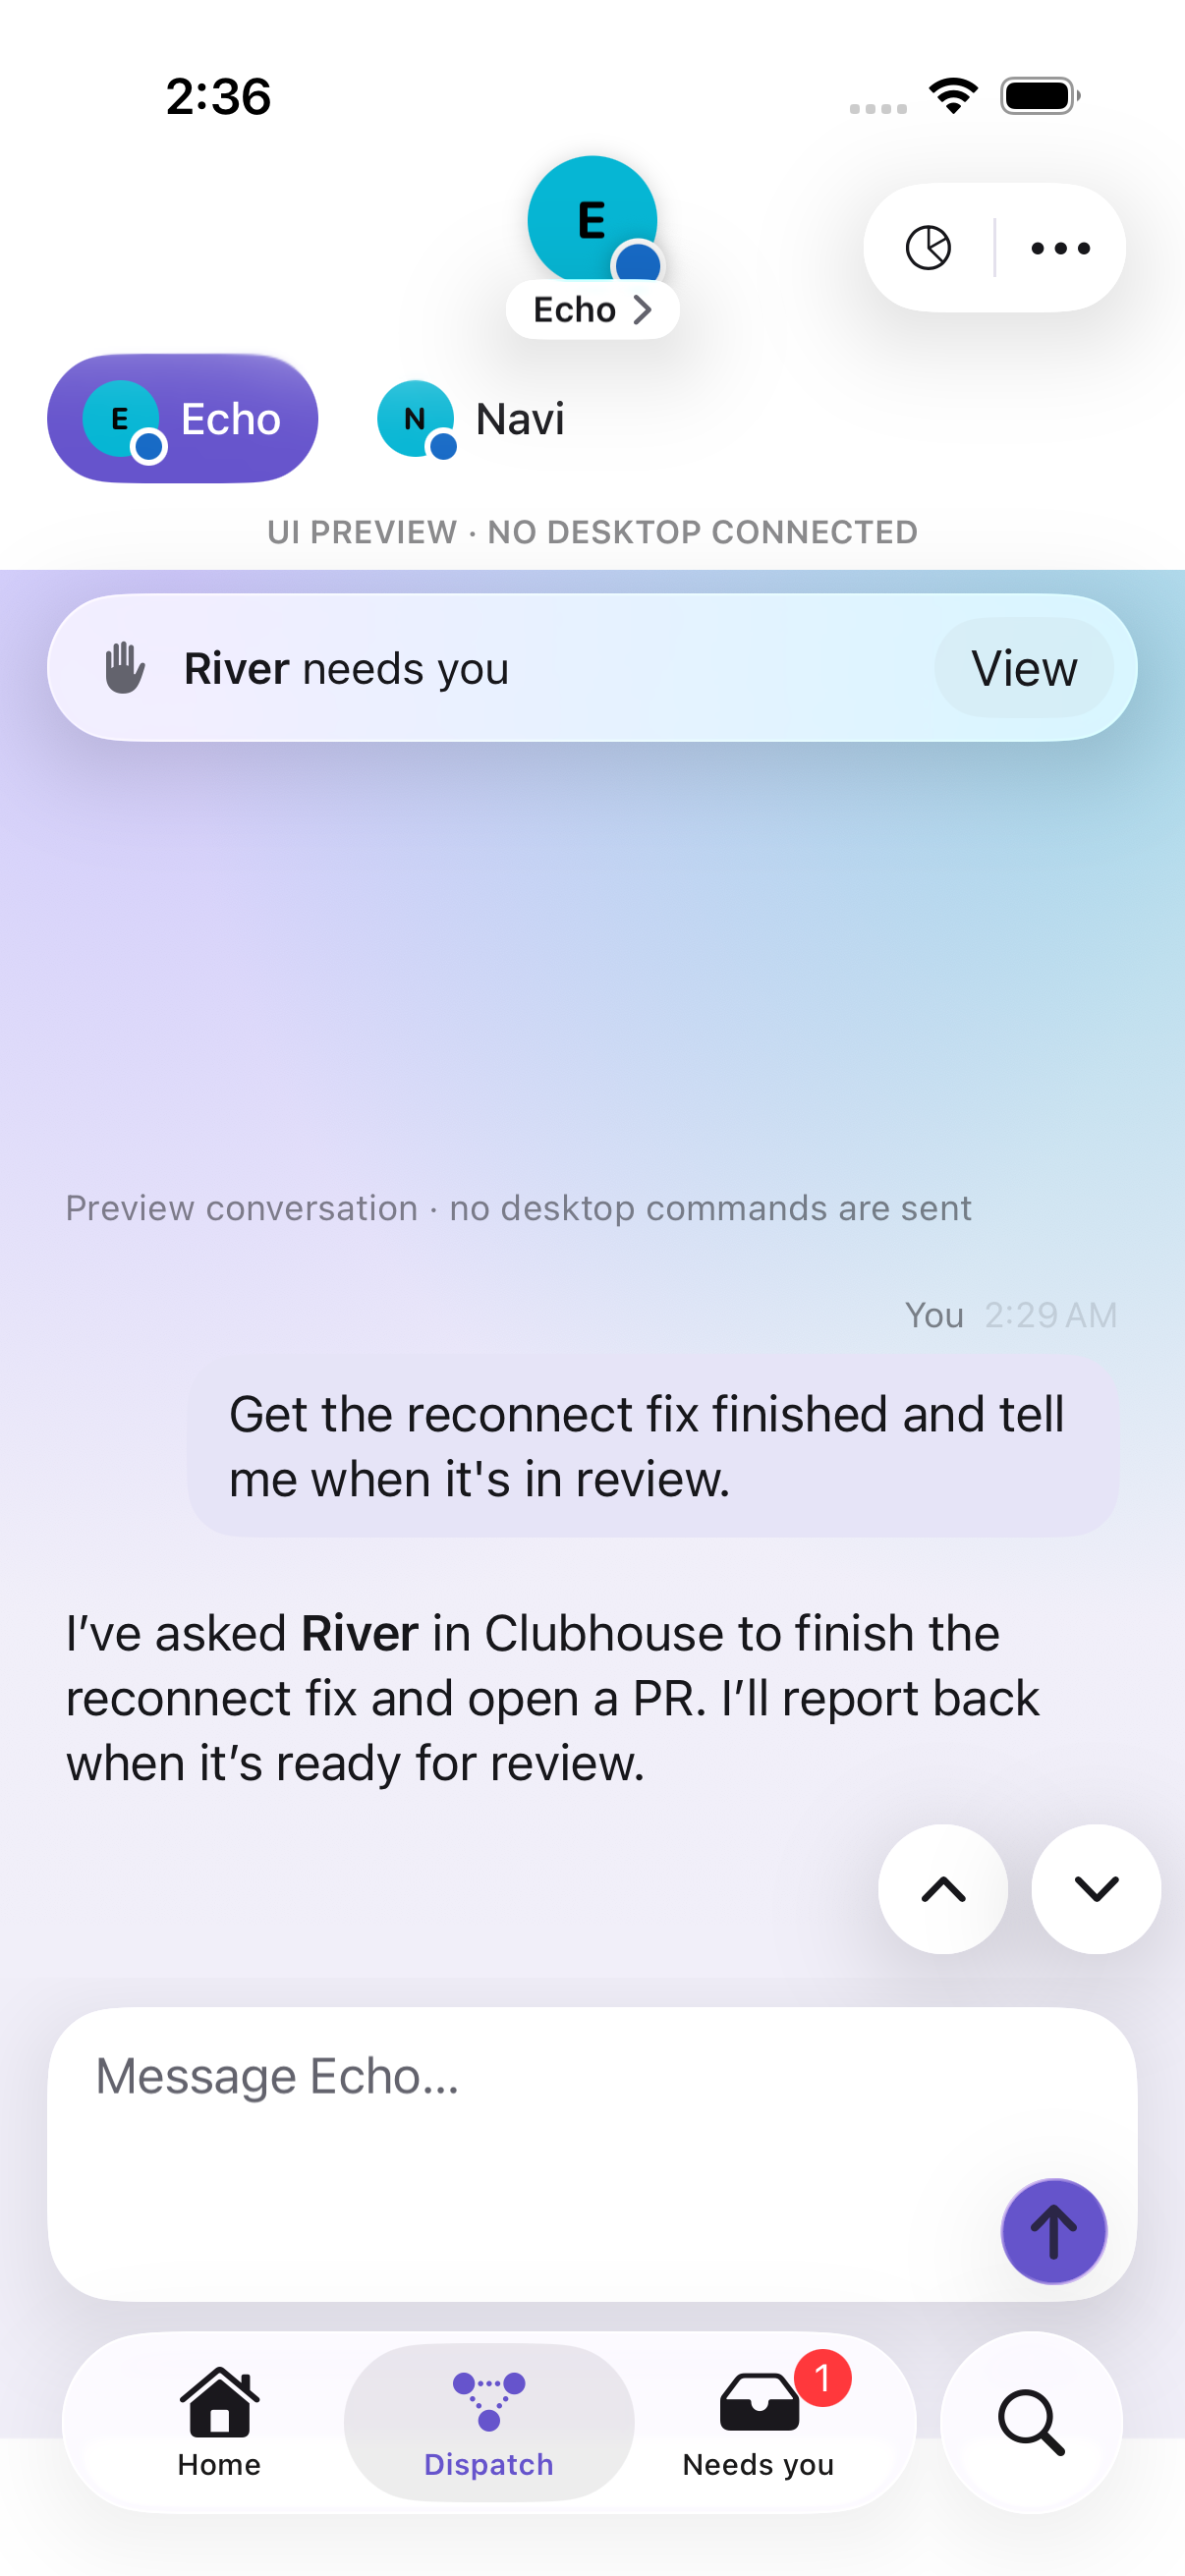 2:36
E
Echo
E Echo
N Navi
UI PREVIEW · NO DESKTOP CONNECTED
River needs you
View
Preview conversation · no desktop commands are sent
You 2:29 AM
Get the reconnect fix finished and tell
me when it's in review.
I’ve asked River in Clubhouse to finish the
reconnect fix and open a PR. I’ll report back
when it’s ready for review.
Message Echo...
1
Home
Dispatch
Needs you